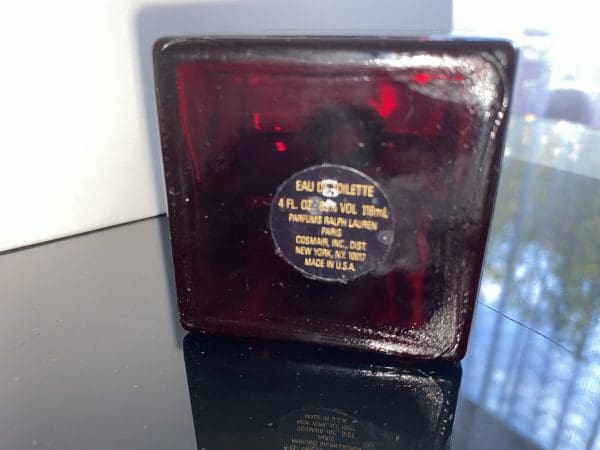 EAU DE TOILETTE
4 FL. OZ. VOL 118mL
PARFUMS RALPH LAUREN
PARIS
COSMAIR, INC., DIST.
NEW YORK, N.Y. 10017
MADE IN U.S.A.